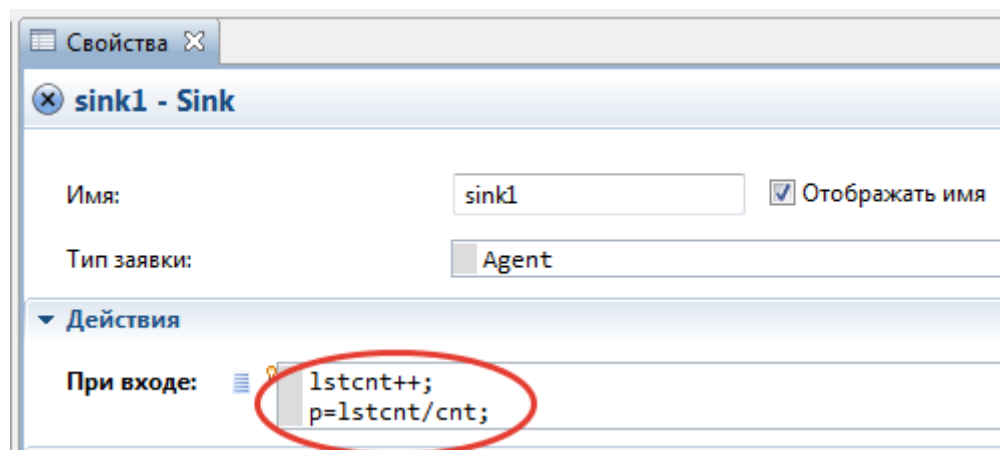 Свойства
sink1 - Sink
Имя:
sink1
Отображать имя
Тип заявки:
Agent
Действия
При входе:
lstcnt++;
p=lstcnt/cnt;